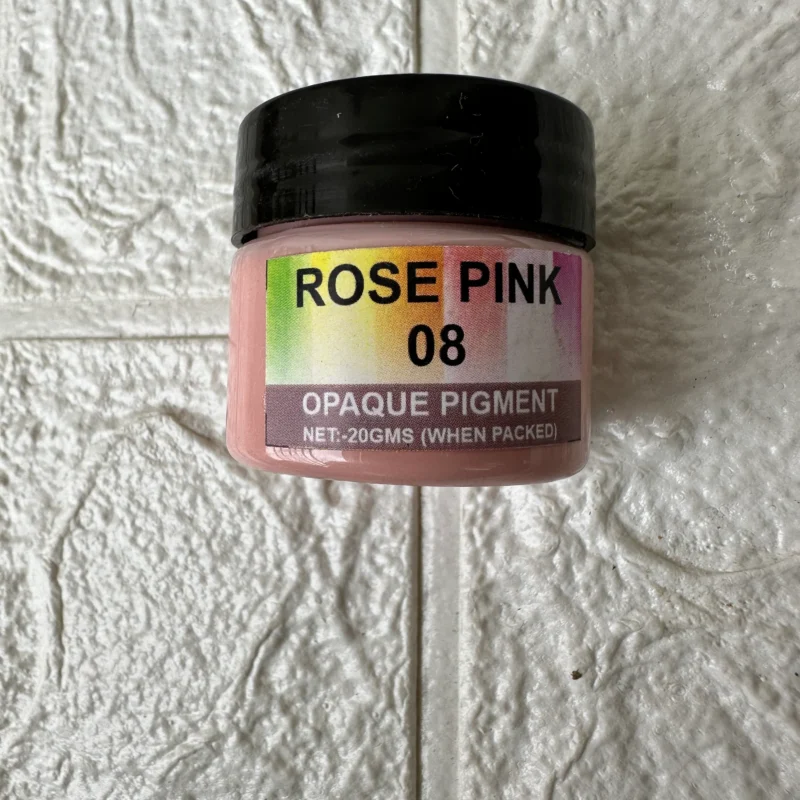 ROSE PINK
08
OPAQUE PIGMENT
NET:-20GMS (WHEN PACKED)